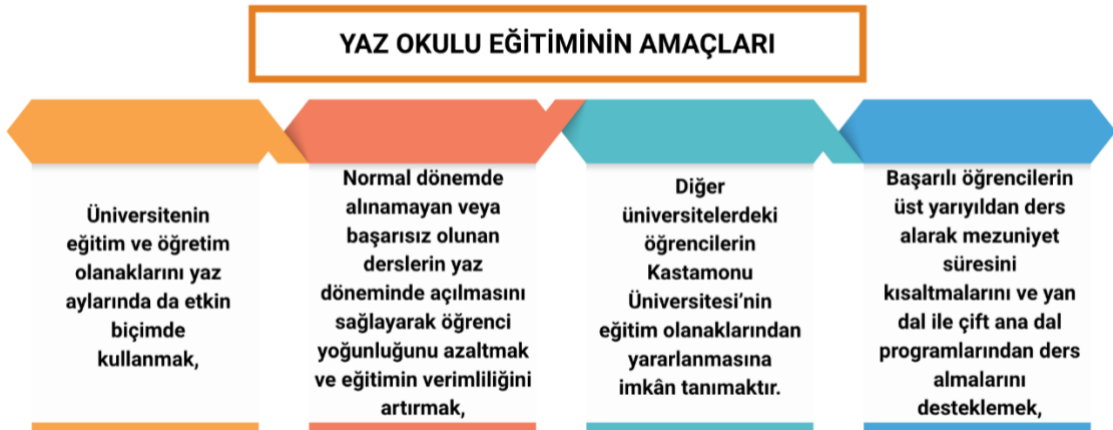 YAZ OKULU EĞİTİMİNİN AMAÇLARI
Üniversitenin
eğitim ve öğretim
olanaklarını yaz
aylarında da etkin
biçimde
kullanmak,
Normal dönemde
alınamayan veya
başarısız olunan
derslerin yaz
döneminde açılmasını
sağlayarak öğrenci
yoğunluğunu azaltmak
ve eğitimin verimliliğini
artırmak,
Diğer
üniversitelerdeki
öğrencilerin
Kastamonu
Üniversitesi’nin
eğitim olanaklarından
yararlanmasına
imkân tanımaktır.
Başarılı öğrencilerin
üst yarıyıldan ders
alarak mezuniyet
süresini
kısaltmalarını ve yan
dal ile çift ana dal
programlarından ders
almalarını
desteklemek,